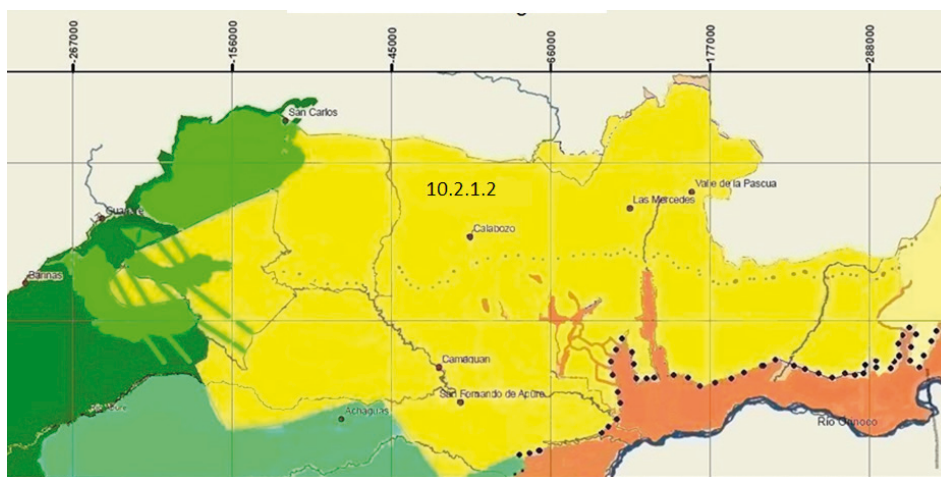 -267000
-156000
-45000
66000
177000
288000
San Carlos
10.2.1.2
Valle de la Pascua
Las Mercedes
Calabozo
Barinas
Camaguan
San Fernando de Apure
Achaguas
Rio Orinoco